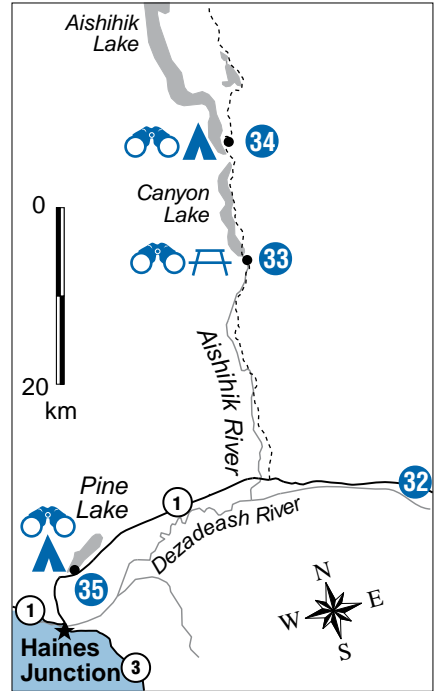 Aishihik
Lake
34
Canyon
Lake
0
33
Aishihik River
20
km
32
Pine
Lake
1
Dezadeash River
35
N
W
E
S
1
Haines
Junction
3